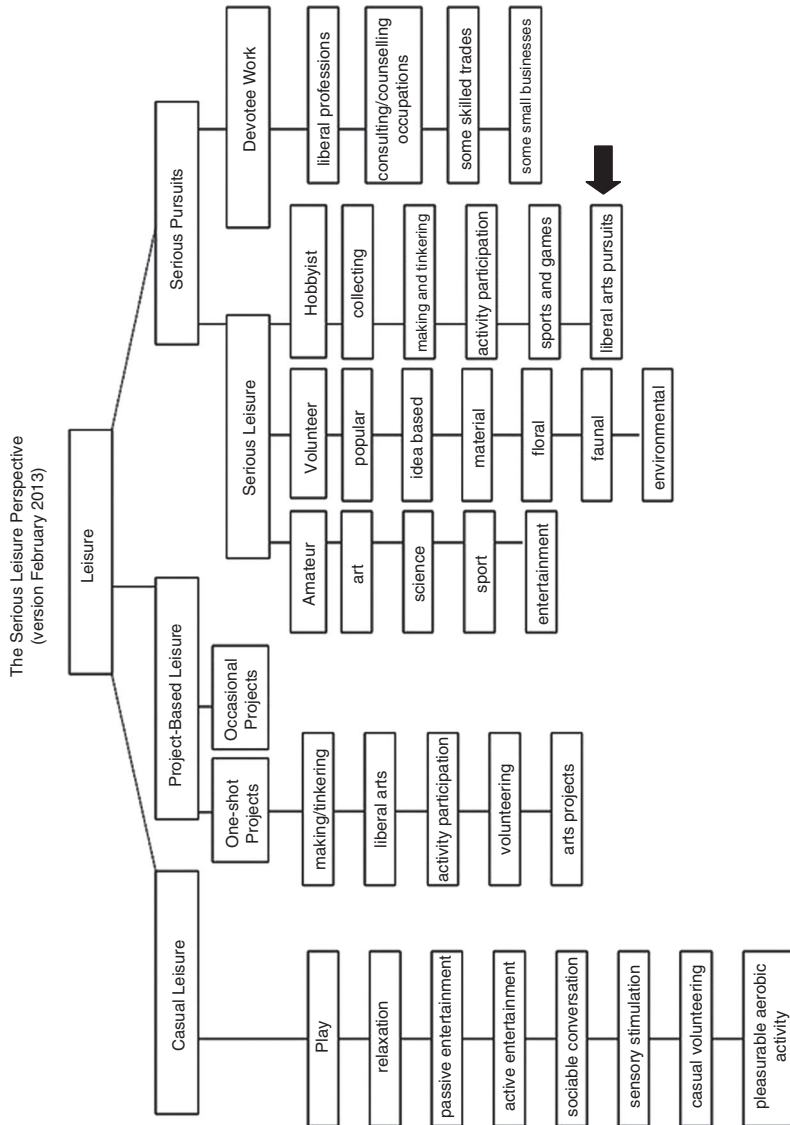 The Serious Leisure Perspective
(version February 2013)
Leisure
Casual Leisure
Play
relaxation
passive entertainment
active entertainment
sociable conversation
sensory stimulation
casual volunteering
pleasurable aerobic
activity
Project-Based Leisure
One-shot
Projects
making/tinkering
liberal arts
activity participation
volunteering
arts projects
Occasional
Projects
Serious Pursuits
Serious Leisure
Amateur
art
science
sport
entertainment
Volunteer
popular
idea based
material
floral
faunal
environmental
Hobbyist
collecting
making and tinkering
activity participation
sports and games
liberal arts pursuits
Devotee Work
liberal professions
consulting/counselling
occupations
some skilled trades
some small businesses